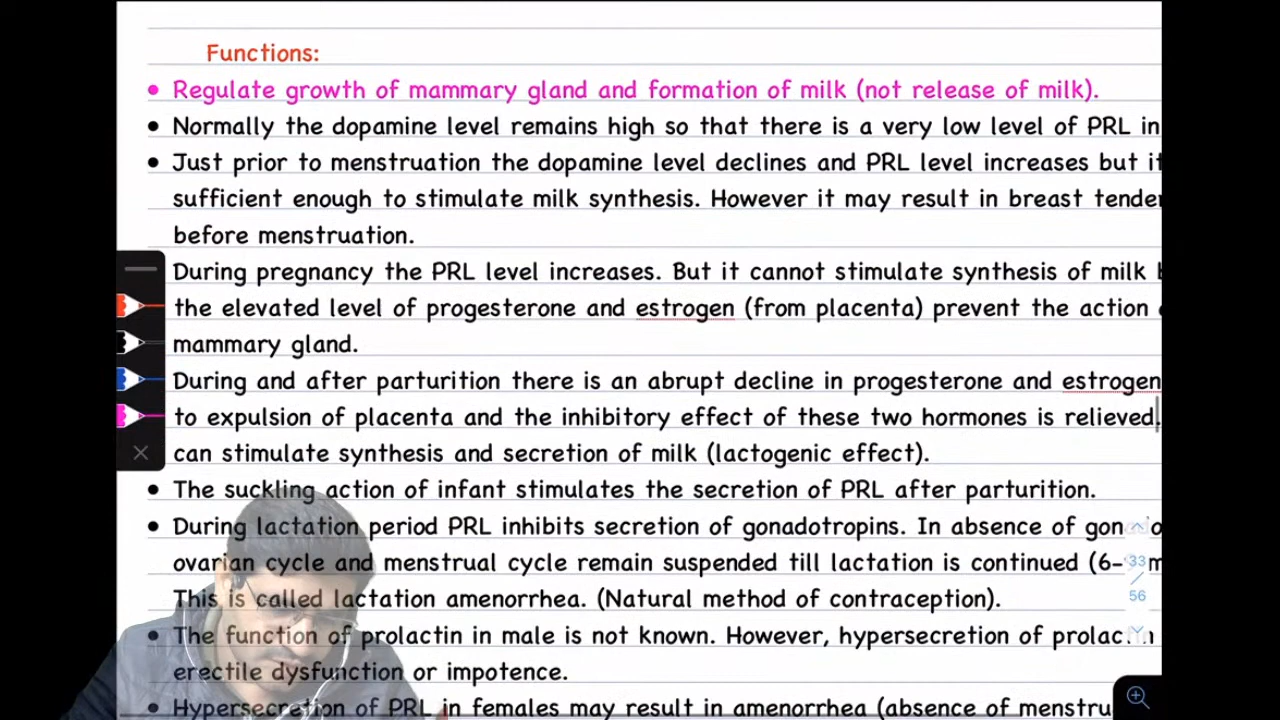 Functions:
• Regulate growth of mammary gland and formation of milk (not release of milk).
• Normally the dopamine level remains high so that there is a very low level of PRL in
• Just prior to menstruation the dopamine level declines and PRL level increases but
sufficient enough to stimulate milk synthesis. However it may result in breast
before menstruation.
During pregnancy the PRL level increases. But it cannot stimulate synthesis of milk
the elevated level of progesterone and estrogen (from placenta) prevent the action
mammary gland.
During and after parturition there is an abrupt decline in progesterone and estrogen
to expulsion of placenta and the inhibitory effect of these two hormones is relieved.
can stimulate synthesis and secretion of milk (lactogenic effect).
• The suckling action of infant stimulates the secretion of PRL after parturition.
• During lactation period PRL inhibits secretion of gonadotropins. In absence of
ovarian cycle and menstrual cycle remain suspended till lactation is continued (6-
33
/
56
This is called lactation amenorrhea. (Natural method of contraception).
• The function of prolactin in male is not known. However, hypersecretion of
erectile dysfunction or impotence.
• Hypersecretion of PRL in females may result in amenorrhea (absence of